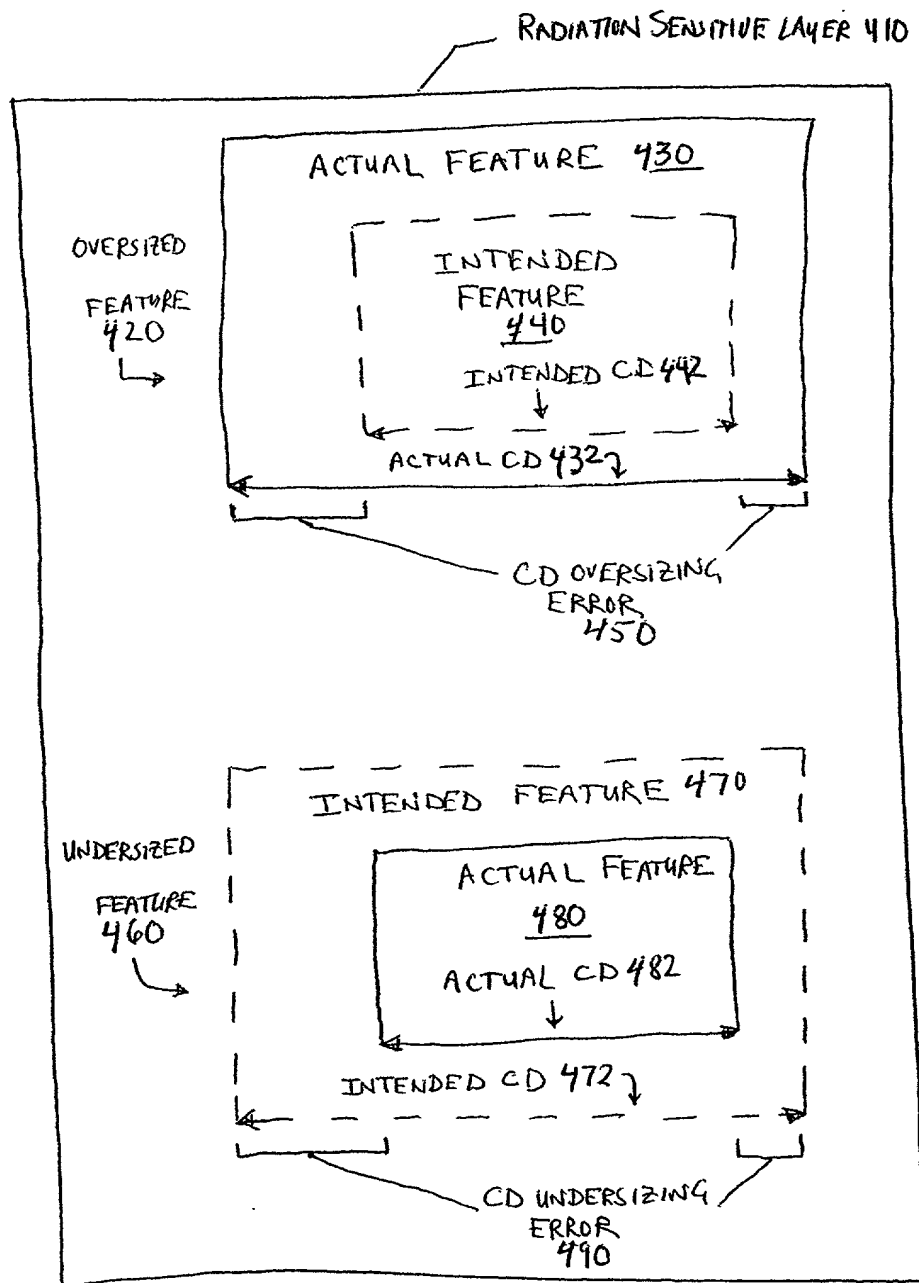 RADIATION SENSITIVE LAYER 410
ACTUAL FEATURE 430
OVERSIZED
FEATURE
420
INTENDED
FEATURE
440
INTENDED CD 442
ACTUAL CD 432
CD OVERSIZING
ERROR
450
INTENDED FEATURE 470
UNDERSIZED
FEATURE
460
ACTUAL FEATURE
480
ACTUAL CD 482
INTENDED CD 472
CD UNDERSIZING
ERROR
490